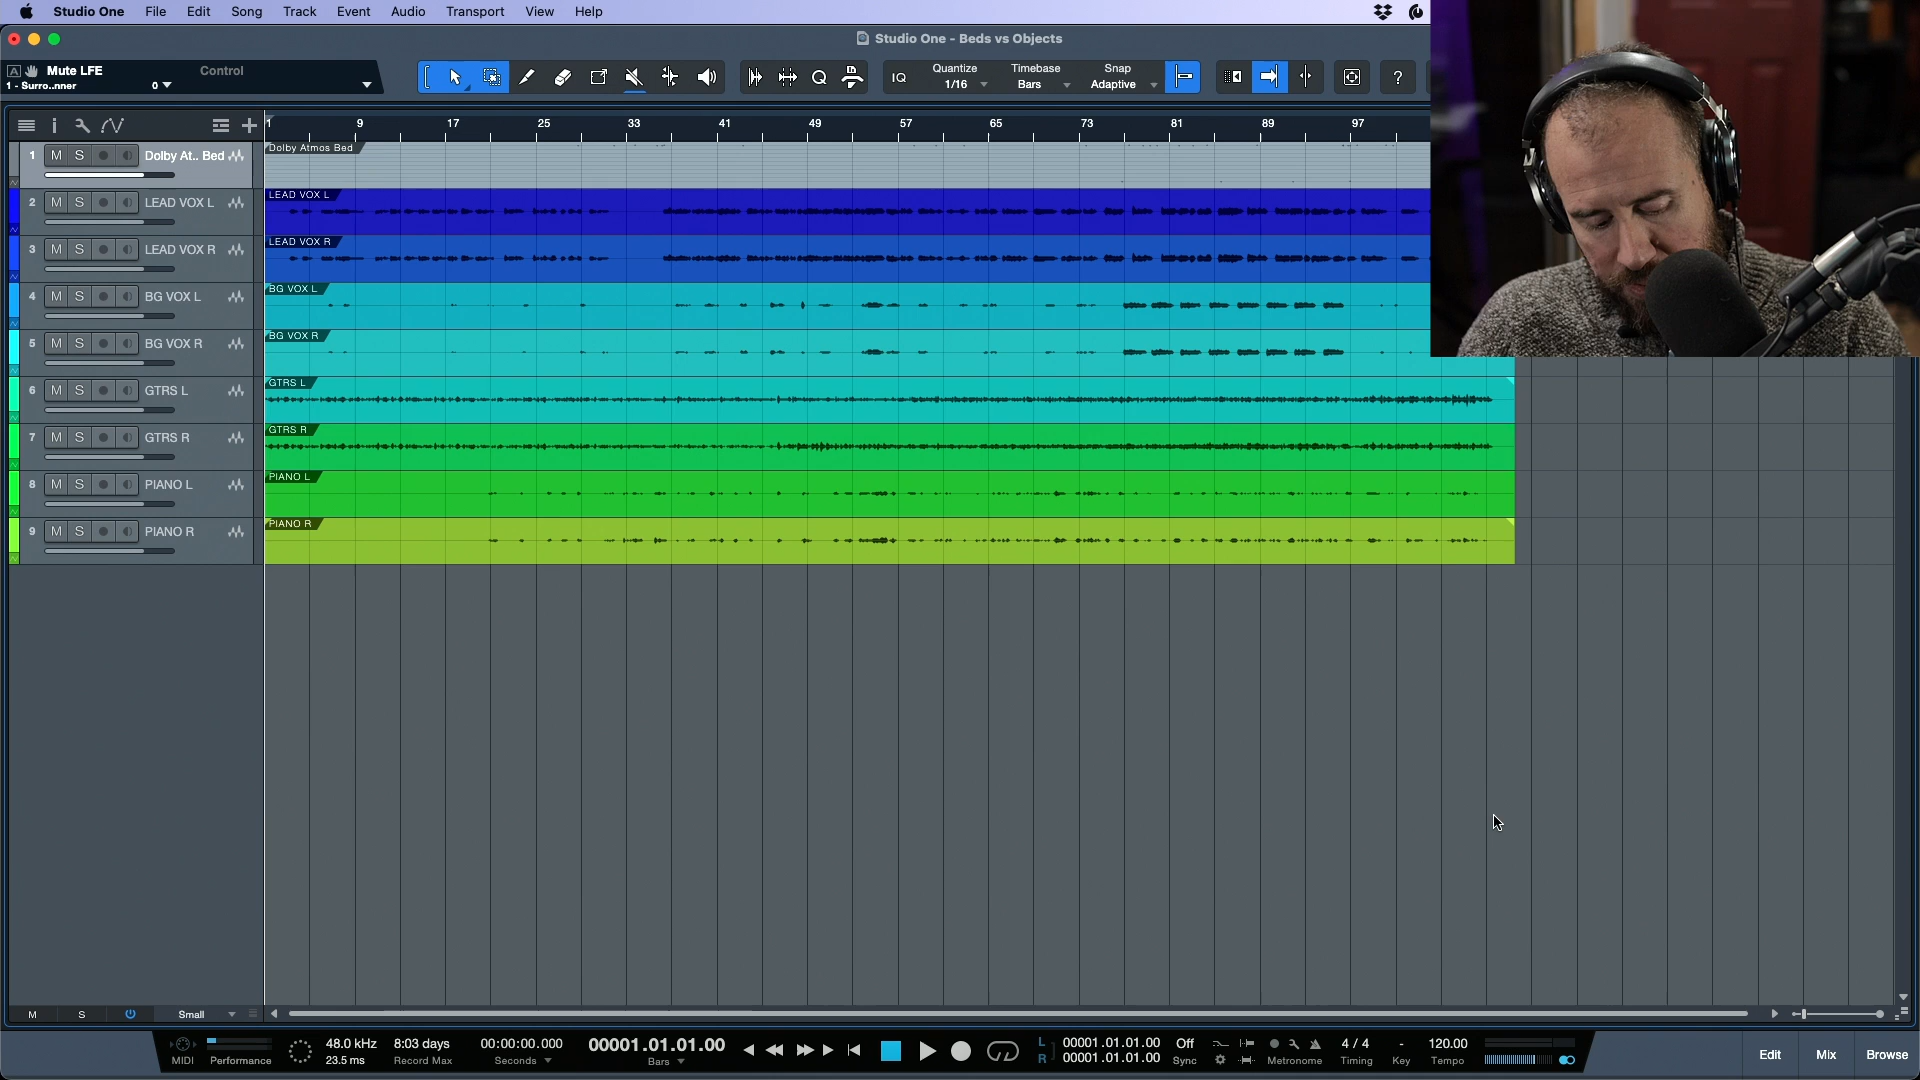 Studio One File Edit Song Track Event Audio Transport View Help
Studio One - Beds vs Objects
A Mute LFE Control
1 - Surro..nner 0
IQ Quantize Timebase Snap ?
1/16 Bars Adaptive
1 9 17 25 33 41 49 57 65 73 81 89 97
1 M S Dolby At.. Bed
Dolby Atmos Bed
2 M S LEAD VOX L
LEAD VOX L
3 M S LEAD VOX R
LEAD VOX R
4 M S BG VOX L
BG VOX L
5 M S BG VOX R
BG VOX R
6 M S GTRS L
GTRS L
7 M S GTRS R
GTRS R
8 M S PIANO L
PIANO L
9 M S PIANO R
PIANO R
M S Small
48.0 kHz 8:03 days 00:00:00.000 00001.01.01.00 L 00001.01.01.00 Off 4 / 4 - 120.00
MIDI Performance 23.5 ms Record Max Seconds Bars R 00001.01.01.00 Sync Metronome Timing Key Tempo
Edit Mix Browse